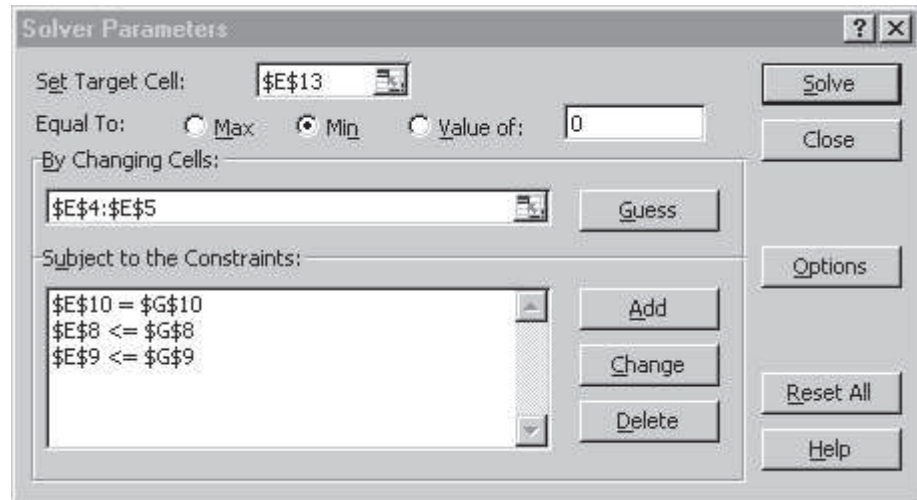 Solver Parameters ? X
Set Target Cell: $E$13 Solve
Equal To: Max Min Value of: 0 Close
By Changing Cells:
$E$4:$E$5 Guess
Subject to the Constraints: Options
$E$10 = $G$10 Add
$E$8 <= $G$8
$E$9 <= $G$9 Change
Reset All
Delete
Help